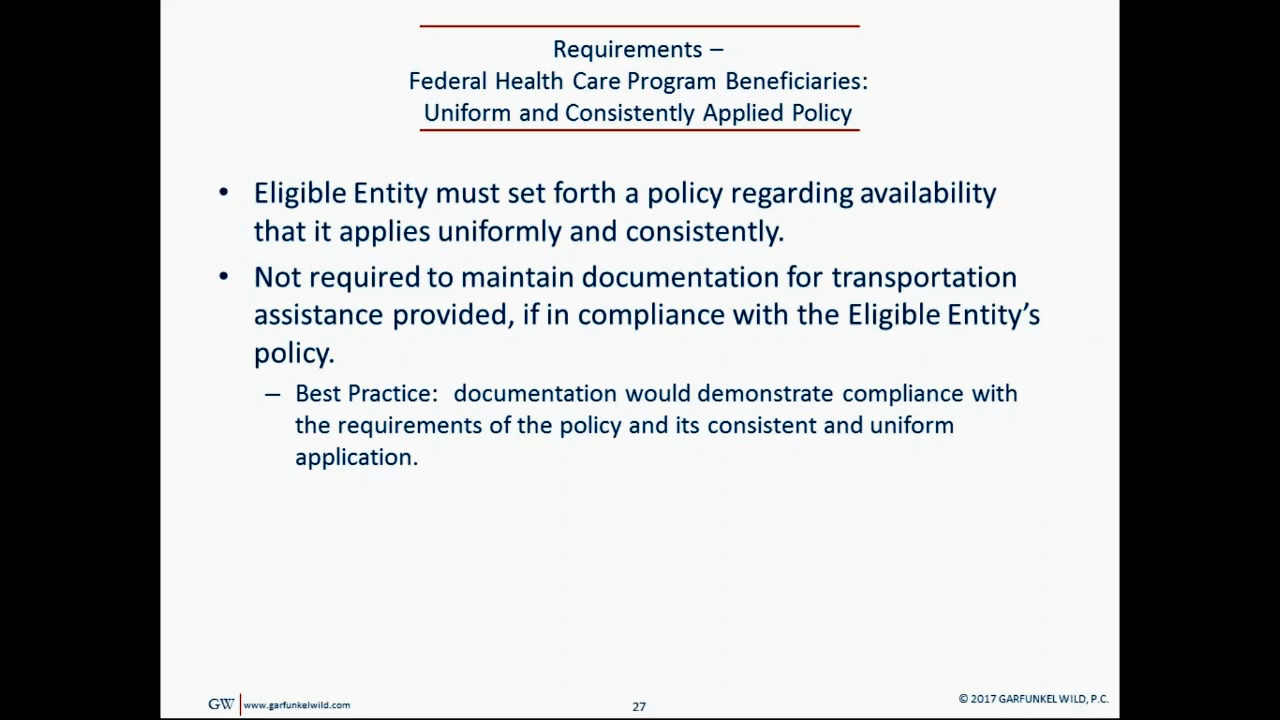 Requirements –
Federal Health Care Program Beneficiaries:
Uniform and Consistently Applied Policy
• Eligible Entity must set forth a policy regarding availability
that it applies uniformly and consistently.
• Not required to maintain documentation for transportation
assistance provided, if in compliance with the Eligible Entity's
policy.
– Best Practice: documentation would demonstrate compliance with
the requirements of the policy and its consistent and uniform
application.
GW www.garfunkelwild.com
27
© 2017 GARFUNKEL WILD, P.C.